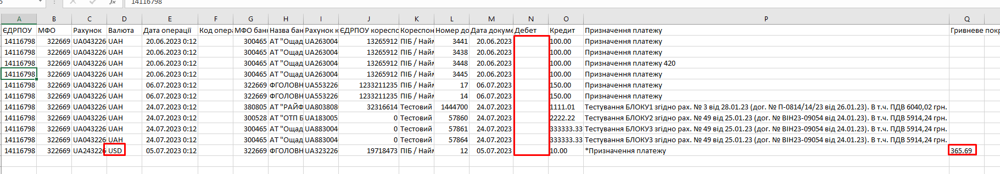 14116798
A B C D E F G H I J K L M N O P Q
ЄДРПОУ МФО Рахунок Валюта Дата операції Код опера МФО банк Назва бан Рахунок к ЄДРПОУ кореспо Кореспон Номер до Дата докуме Дебет Кредит Призначення платежу Гривневе покр
14116798 322669 UA043226 UAH 20.06.2023 0:12 300465 АТ "Ощад UA263004 13265912 ПІБ / Найм 3441 20.06.2023 100.00 Призначення платежу
14116798 322669 UA043226 UAH 20.06.2023 0:12 300465 АТ "Ощад UA263004 13265912 ПІБ / Найм 3438 20.06.2023 100.00 Призначення платежу
14116798 322669 UA043226 UAH 20.06.2023 0:12 300465 АТ "Ощад UA263004 13265912 ПІБ / Найм 3448 20.06.2023 100.00 Призначення платежу 420
14116798 322669 UA043226 UAH 20.06.2023 0:12 300465 АТ "Ощад UA263004 13265912 ПІБ / Найм 3445 20.06.2023 100.00 Призначення платежу
14116798 322669 UA043226 UAH 06.07.2023 0:12 322669 ФГОЛОВН UA553226 1233211235 ПІБ / Найм 17 06.07.2023 150.00 Призначення платежу
14116798 322669 UA043226 UAH 06.07.2023 0:12 322669 ФГОЛОВН UA553226 1233211235 ПІБ / Найм 14 06.07.2023 150.00 Призначення платежу
14116798 322669 UA043226 UAH 24.07.2023 0:12 380805 АТ "РАЙФ UA803808 32316614 Тестовий 1444700 24.07.2023 1111.01 Тестування БЛОКУ1 згідно рах. № 3 від 28.01.23 (дог. № П-0814/14/23 від 26.01.23). В т.ч. ПДВ 6040,02 грн.
14116798 322669 UA043226 UAH 24.07.2023 0:12 300528 АТ "ОТП Б UA183005 0 Тестовий 57860 24.07.2023 2222.22 Тестування БЛОКУ2 згідно рах. № 49 від 25.01.23 (дог. № ВІН23-09054 від 24.01.23). В т.ч. ПДВ 5914,24 грн.
14116798 322669 UA043226 UAH 24.07.2023 0:12 300465 АТ "Ощад UA883004 0 Тестовий 57861 24.07.2023 333333.33 Тестування БЛОКУ3 згідно рах. № 49 від 25.01.23 (дог. № ВІН23-09054 від 24.01.23). В т.ч. ПДВ 5914,24 грн.
14116798 322669 UA043226 UAH 24.07.2023 0:12 300465 АТ "Ощад UA883004 0 Тестовий 57864 24.07.2023 333333.33 Тестування БЛОКУ3 згідно рах. № 49 від 25.01.23 (дог. № ВІН23-09054 від 24.01.23). В т.ч. ПДВ 5914,24 грн.
14116798 322669 UA243226 USD 05.07.2023 0:12 322669 ФГОЛОВН UA323226 19718473 ПІБ / Найм 12 05.07.2023 10.00 *Призначення платежу 365.69